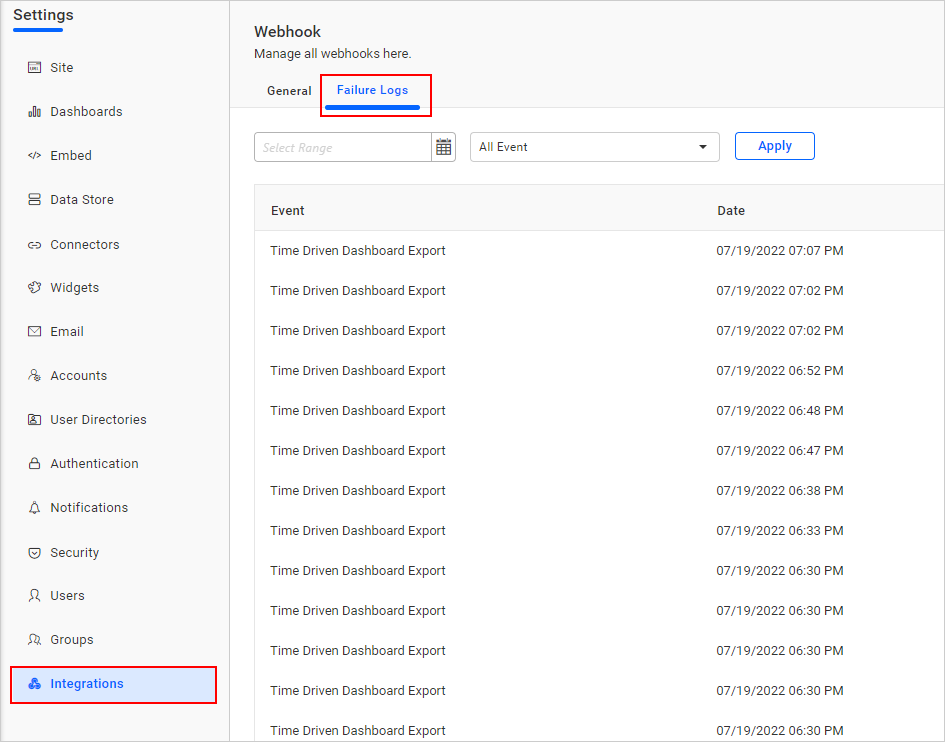 Settings
Site
Dashboards
Embed
Data Store
Connectors
Widgets
Email
Accounts
User Directories
Authentication
Notifications
Security
Users
Groups
Integrations
Webhook
Manage all webhooks here.
General Failure Logs
Select Range All Event Apply
Event Date
Time Driven Dashboard Export 07/19/2022 07:07 PM
Time Driven Dashboard Export 07/19/2022 07:02 PM
Time Driven Dashboard Export 07/19/2022 07:02 PM
Time Driven Dashboard Export 07/19/2022 06:52 PM
Time Driven Dashboard Export 07/19/2022 06:48 PM
Time Driven Dashboard Export 07/19/2022 06:47 PM
Time Driven Dashboard Export 07/19/2022 06:38 PM
Time Driven Dashboard Export 07/19/2022 06:33 PM
Time Driven Dashboard Export 07/19/2022 06:30 PM
Time Driven Dashboard Export 07/19/2022 06:30 PM
Time Driven Dashboard Export 07/19/2022 06:30 PM
Time Driven Dashboard Export 07/19/2022 06:30 PM
Time Driven Dashboard Export 07/19/2022 06:30 PM